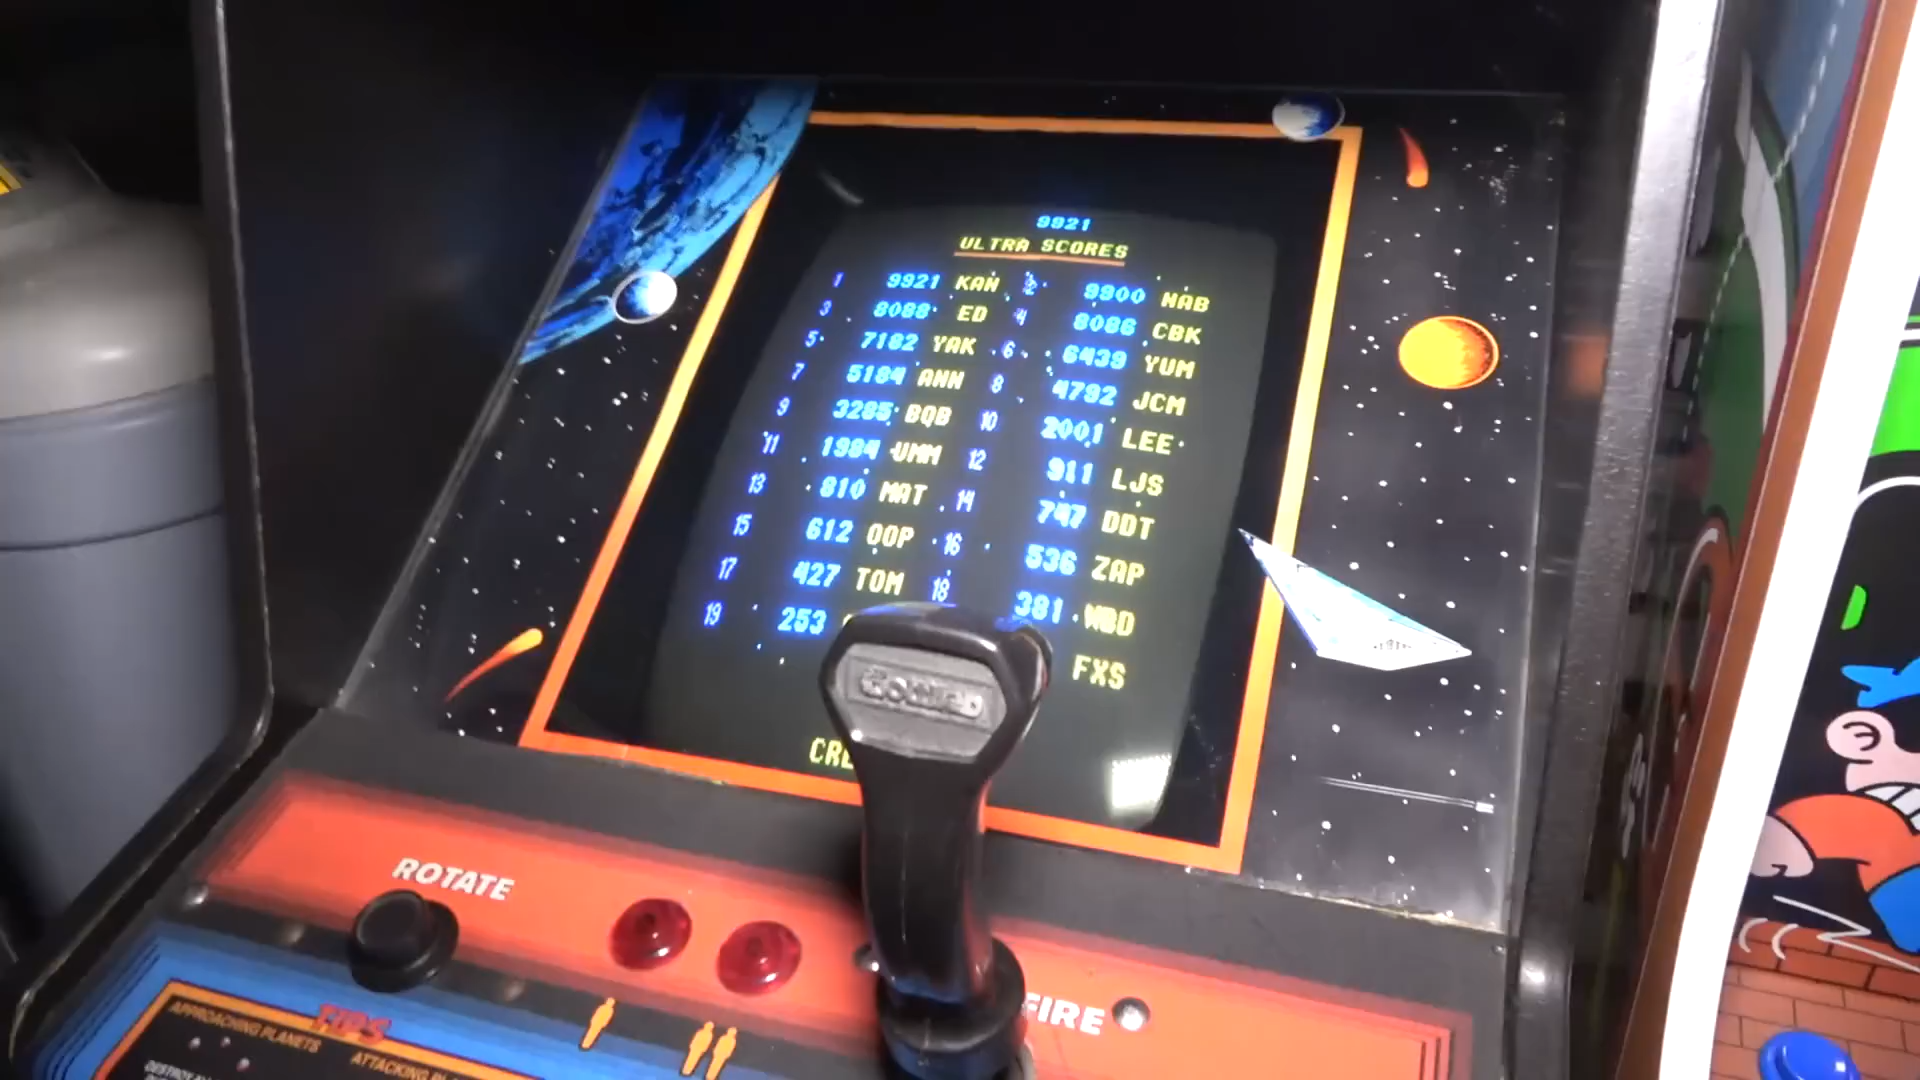 9921
ULTRA SCORES
1 9921 KAN 2 9900 NAB
3 8088 ED 4 8086 CBK
5 7182 YAK 6 6439 YUM
7 5184 ANN 8 4792 JCM
9 3285 BQB 10 2001 LEE
11 1984 UMM 12 911 LJS
13 810 MAT 14 747 DDT
15 612 OOP 16 536 ZAP
17 427 TOM 18 381 WBD
19 253 FXS
CRE
ROTATE
FIRE
TIPS
APPROACHING PLANETS
ATTACKING